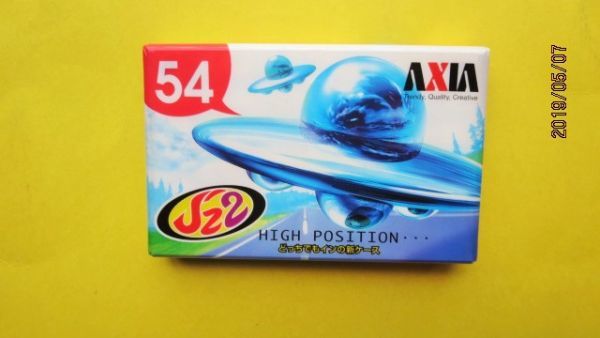 54
AXIA
Trendy, Quality, Creative
J'z2
HIGH POSITION・・・
どっちでもインの新ケース
2019/05/07